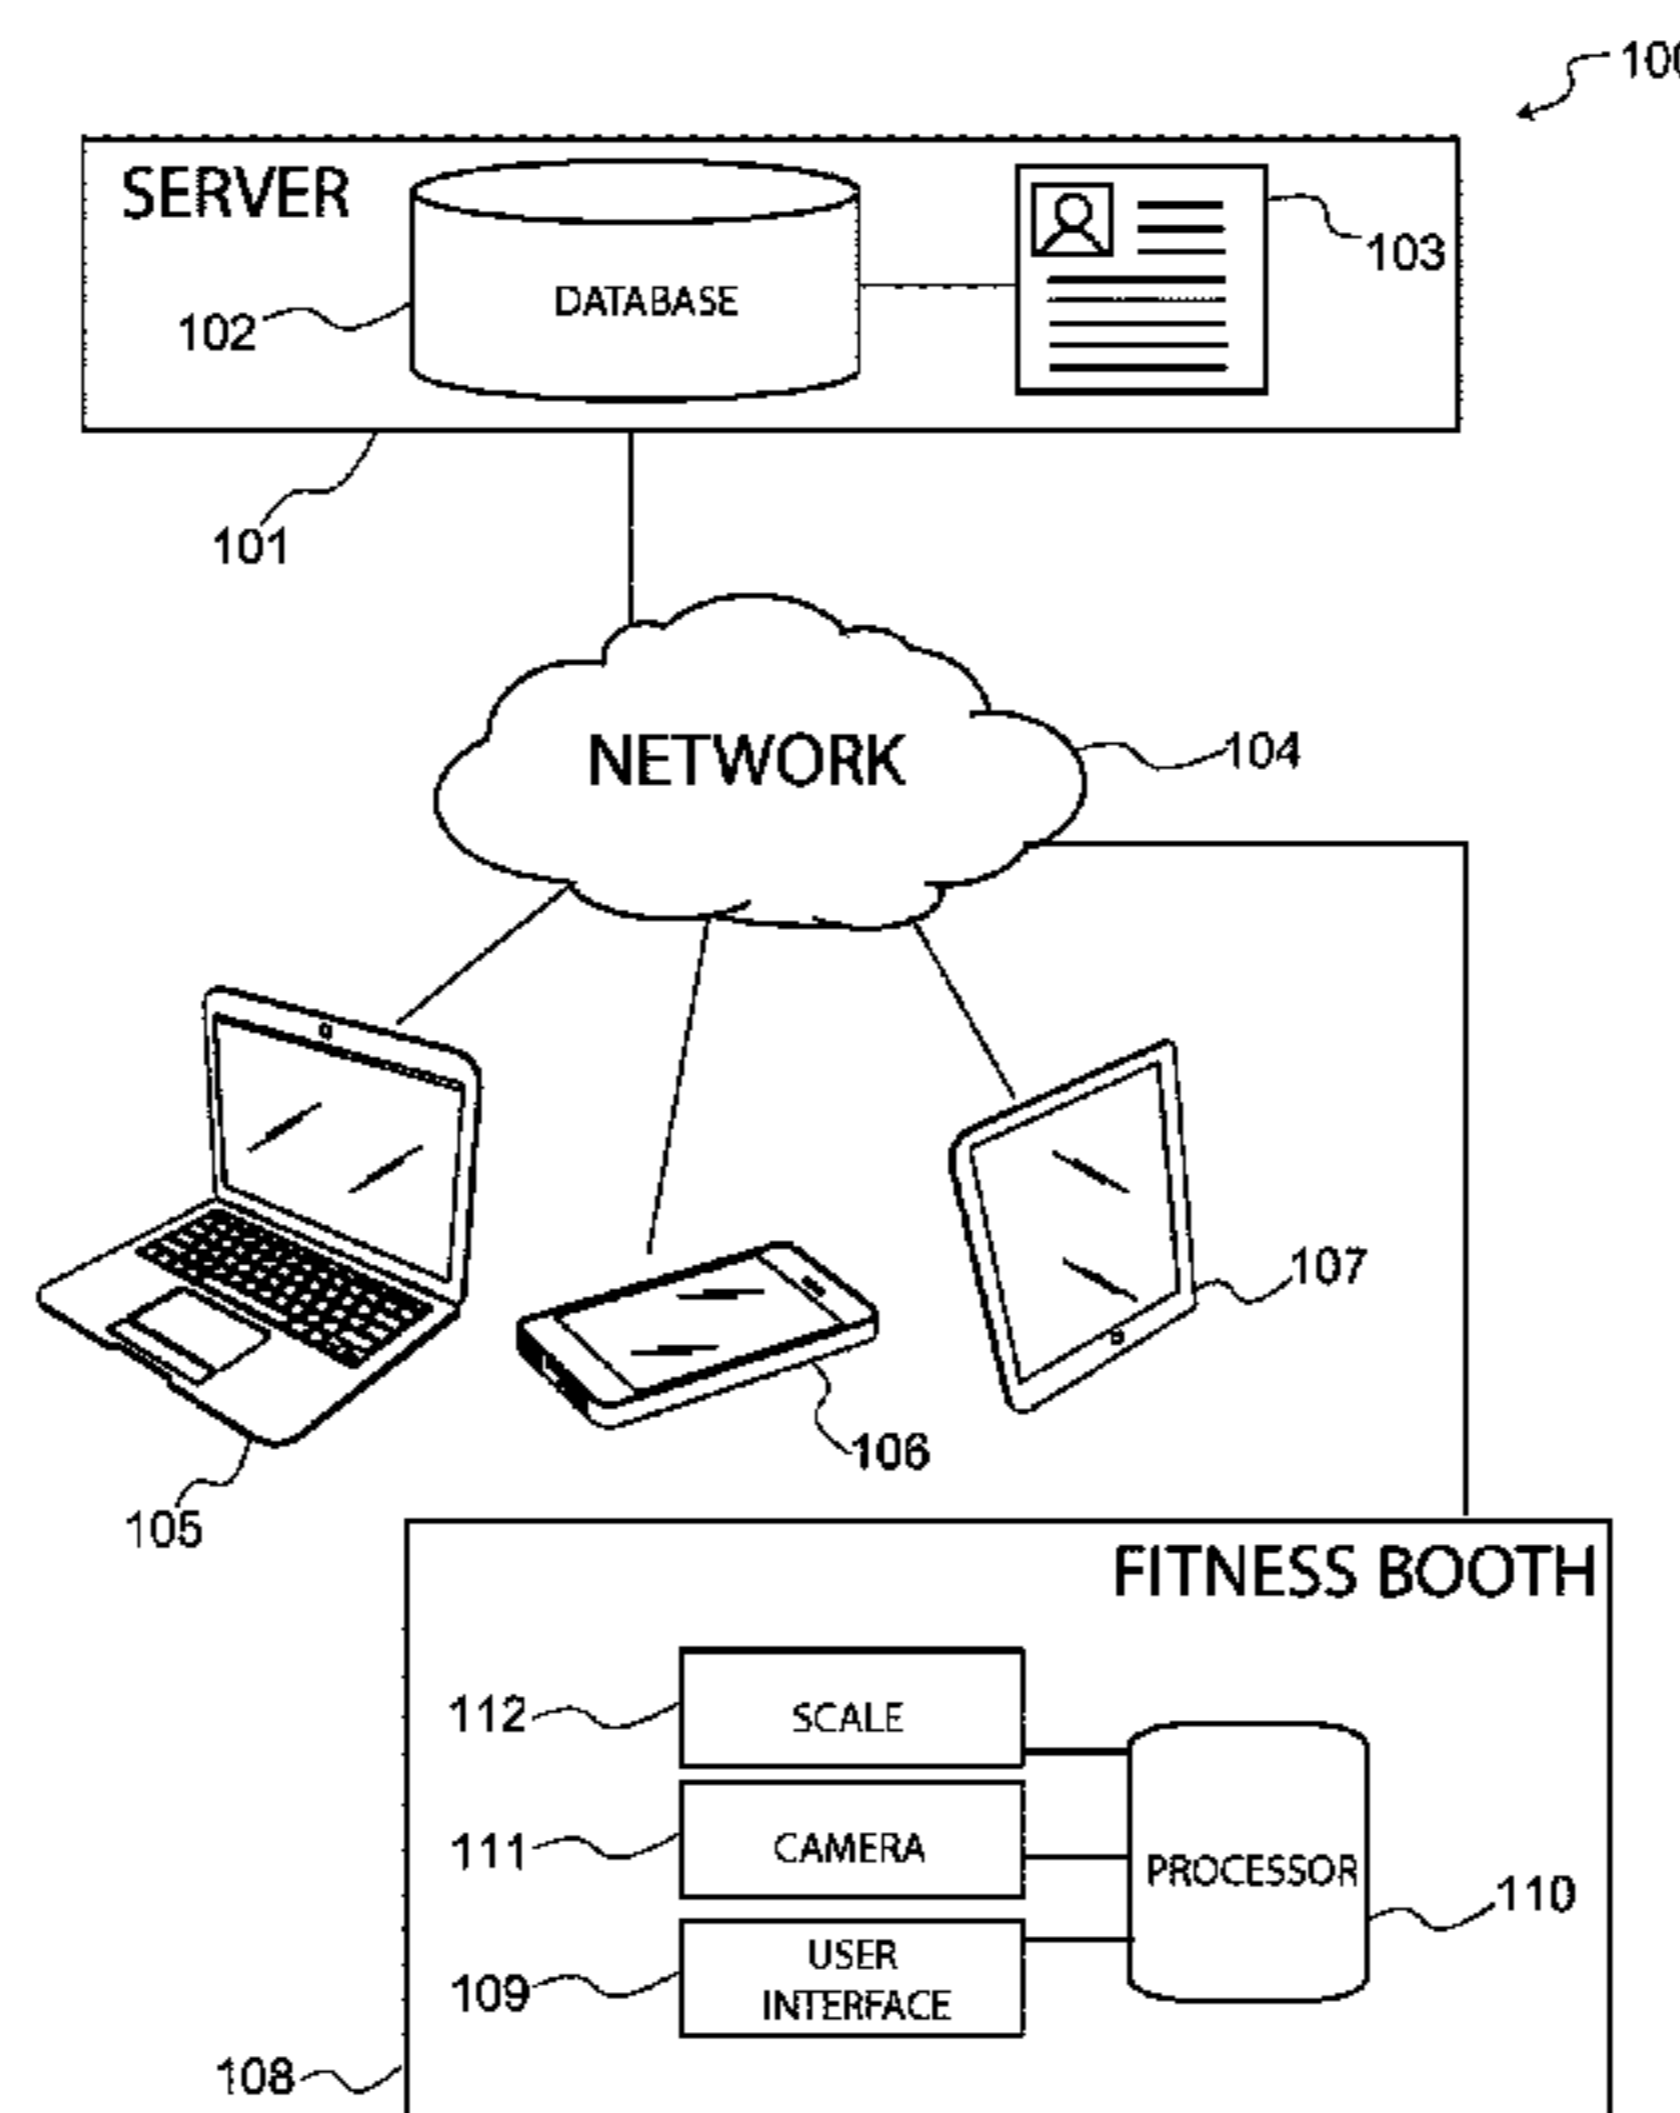 100
SERVER
103
DATABASE
102
101
NETWORK
104
107
106
105
FITNESS BOOTH
112
SCALE
111
CAMERA
PROCESSOR
110
USER
INTERFACE
109
108